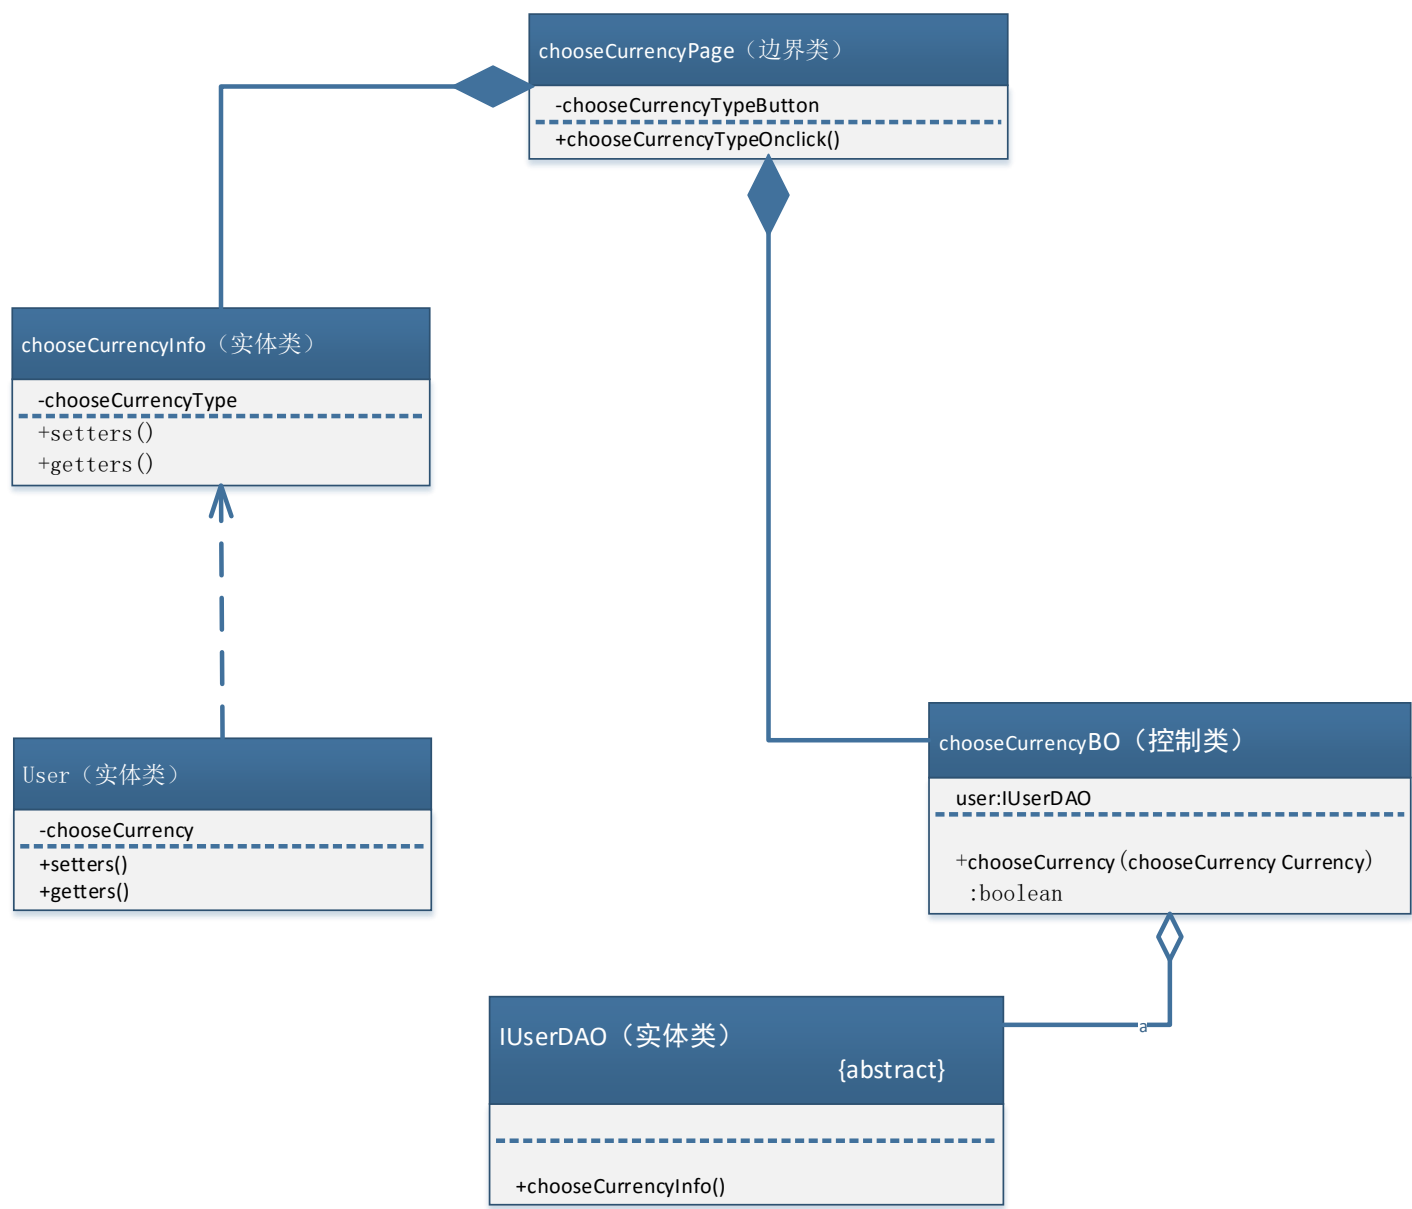 chooseCurrencyPage（边界类）
-chooseCurrencyTypeButton
+chooseCurrencyTypeOnclick()
chooseCurrencyInfo（实体类）
-chooseCurrencyType
+setters()
+getters()
User（实体类）
-chooseCurrency
+setters()
+getters()
chooseCurrencyBO（控制类）
user:IUserDAO
+chooseCurrency(chooseCurrency Currency)
:boolean
a
IUserDAO（实体类）
{abstract}
+chooseCurrencyInfo()